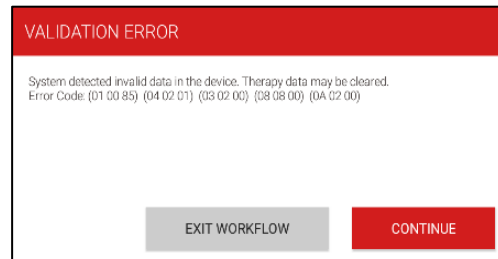 VALIDATION ERROR
System detected invalid data in the device. Therapy data may be cleared.
Error Code: (01 00 85) (04 02 01) (03 02 00) (08 08 00) (0A 02 00)
EXIT WORKFLOW
CONTINUE